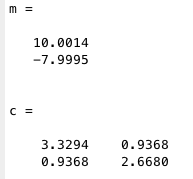 m =
10.0014
-7.9995
c =
3.3294 0.9368
0.9368 2.6680